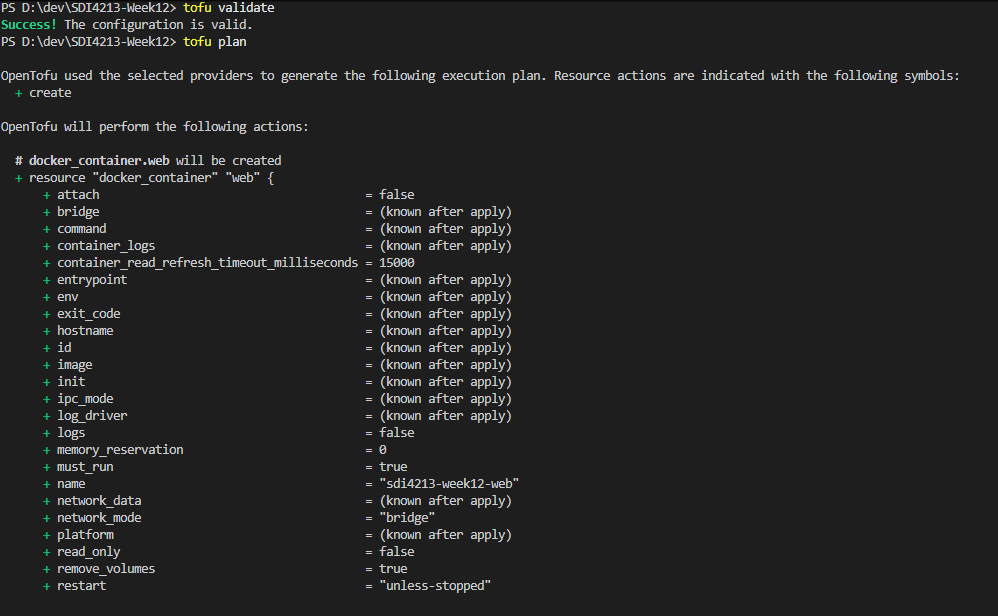 PS D:\dev\SDI4213-Week12> tofu validate
Success! The configuration is valid.
PS D:\dev\SDI4213-Week12> tofu plan
OpenTofu used the selected providers to generate the following execution plan. Resource actions are indicated with the following symbols:
+ create
OpenTofu will perform the following actions:
# docker_container.web will be created
+ resource "docker_container" "web" {
+ attach = false
+ bridge = (known after apply)
+ command = (known after apply)
+ container_logs = (known after apply)
+ container_read_refresh_timeout_milliseconds = 15000
+ entrypoint = (known after apply)
+ env = (known after apply)
+ exit_code = (known after apply)
+ hostname = (known after apply)
+ id = (known after apply)
+ image = (known after apply)
+ init = (known after apply)
+ ipc_mode = (known after apply)
+ log_driver = (known after apply)
+ logs = false
+ memory_reservation = 0
+ must_run = true
+ name = "sdi4213-week12-web"
+ network_data = (known after apply)
+ network_mode = "bridge"
+ platform = (known after apply)
+ read_only = false
+ remove_volumes = true
+ restart = "unless-stopped"